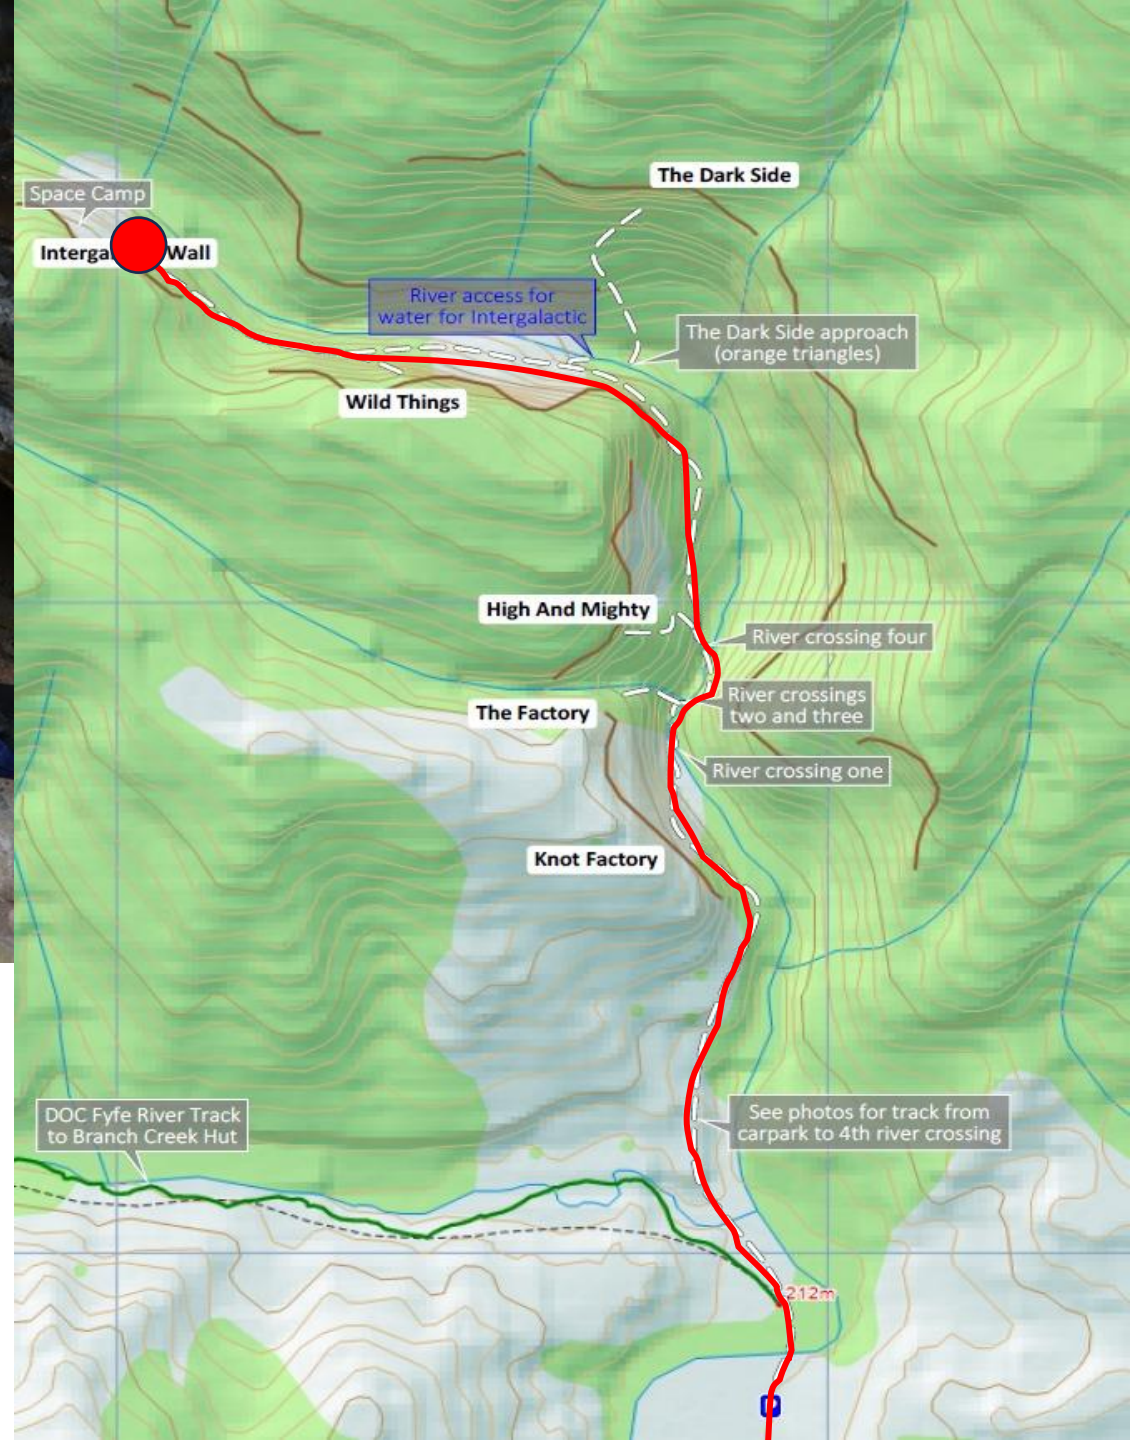 The Dark Side
Space Camp
Interga Wall
River access for
water for Intergalactic
The Dark Side approach
(orange triangles)
Wild Things
High And Mighty
River crossing four
River crossings
two and three
The Factory
River crossing one
Knot Factory
DOC Fyfe River Track
to Branch Creek Hut
See photos for track from
carpark to 4th river crossing
212m